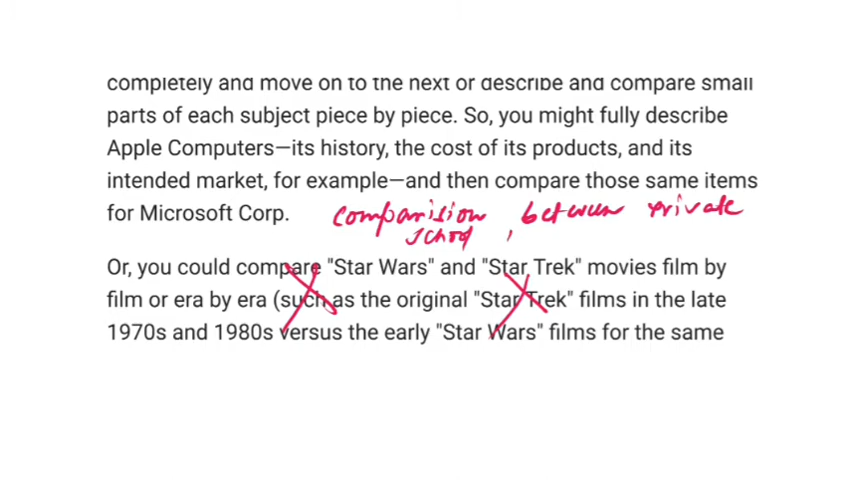 completely and move on to the next or describe and compare small
parts of each subject piece by piece. So, you might fully describe
Apple Computers—its history, the cost of its products, and its
intended market, for example—and then compare those same items
for Microsoft Corp.
comparision between private
school,
Or, you could compare "Star Wars" and "Star Trek" movies film by
film or era by era (such as the original "Star Trek" films in the late
1970s and 1980s versus the early "Star Wars" films for the same